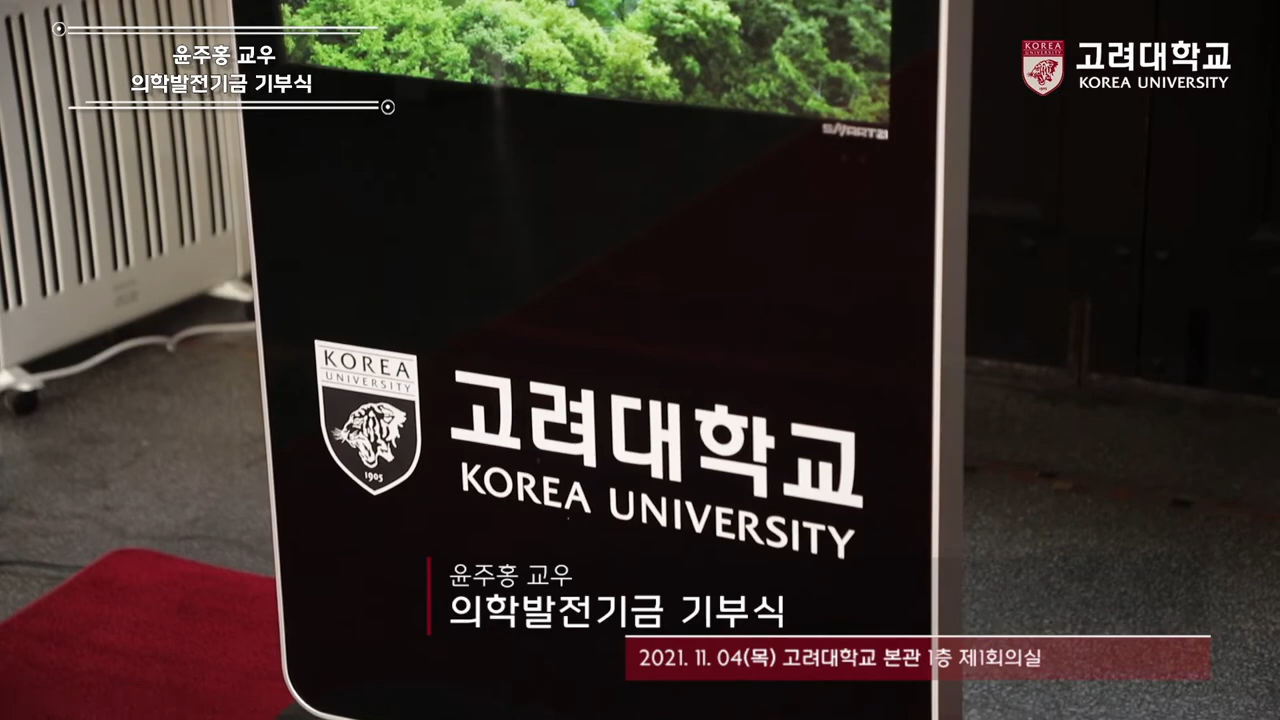 윤주홍 교우
의학발전기금 기부식
KOREA
UNIVERSITY
1905
고려대학교
KOREA UNIVERSITY
KOREA
UNIVERSITY
1905
고려대학교
KOREA UNIVERSITY
윤주홍 교우
의학발전기금 기부식
2021. 11. 04(목) 고려대학교 본관 1층 제1회의실